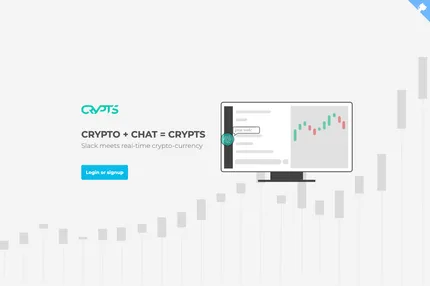 CRYPTS
CRYPTO + CHAT = CRYPTS
Slack meets real-time crypto-currency
Login or signup